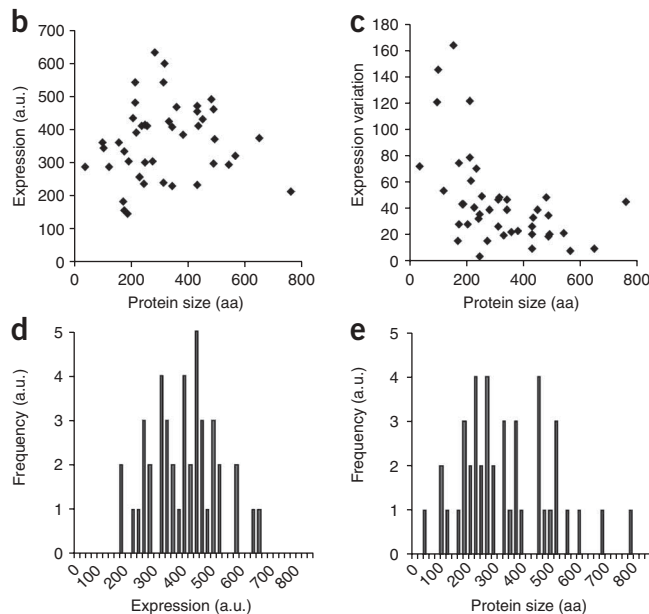 b
Expression (a.u.)
700
600
500
400
300
200
100
0
0 200 400 600 800
Protein size (aa)
c
Expression variation
180
160
140
120
100
80
60
40
20
0
0 200 400 600 800
Protein size (aa)
d
Frequency (a.u.)
5
4
3
2
1
0
0 100 200 300 400 500 600 700 800
Expression (a.u.)
e
Frequency (a.u.)
5
4
3
2
1
0
0 100 200 300 400 500 600 700 800
Protein size (aa)